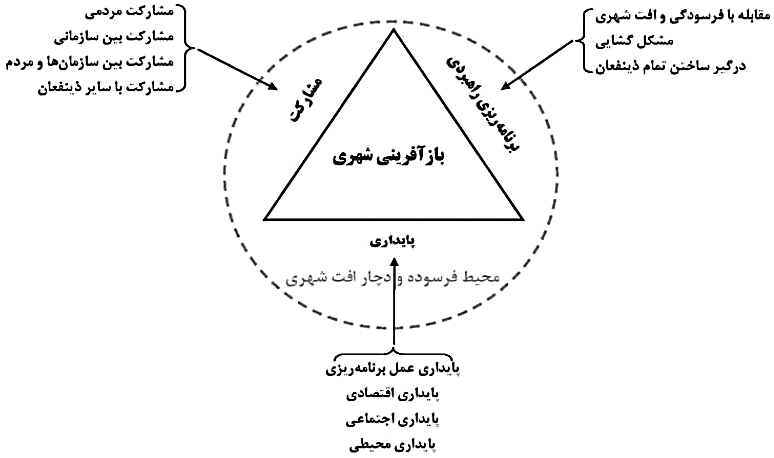 مقابله با فرسودگی و افت شهری
مشکل گشایی
درگیر ساختن تمام ذینفعان
مشارکت مردمی
مشارکت بین سازمانی
مشارکت بین سازمان‌ها و مردم
مشارکت با سایر ذینفعان
برنامه‌ریزی راهبردی
مشارکت
بازآفرینی شهری
پایداری
محیط فرسوده و دچار افت شهری
پایداری عمل برنامه‌ریزی
پایداری اقتصادی
پایداری اجتماعی
پایداری محیطی